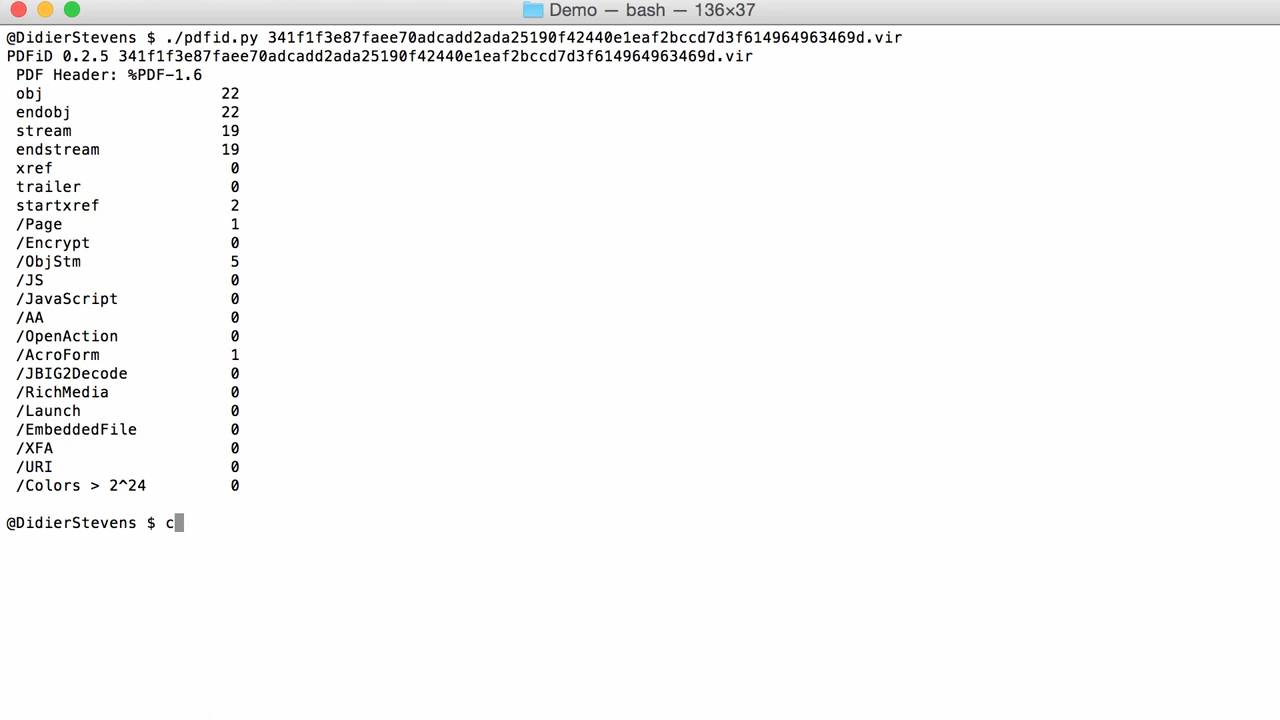 Demo — bash — 136×37
@DidierStevens $ ./pdfid.py 341f1f3e87faee70adcadd2ada25190f42440e1eaf2bccd7d3f614964963469d.vir
PDFiD 0.2.5 341f1f3e87faee70adcadd2ada25190f42440e1eaf2bccd7d3f614964963469d.vir
PDF Header: %PDF-1.6
obj 22
endobj 22
stream 19
endstream 19
xref 0
trailer 0
startxref 2
/Page 1
/Encrypt 0
/ObjStm 5
/JS 0
/JavaScript 0
/AA 0
/OpenAction 0
/AcroForm 1
/JBIG2Decode 0
/RichMedia 0
/Launch 0
/EmbeddedFile 0
/XFA 0
/URI 0
/Colors > 2^24 0
@DidierStevens $ c